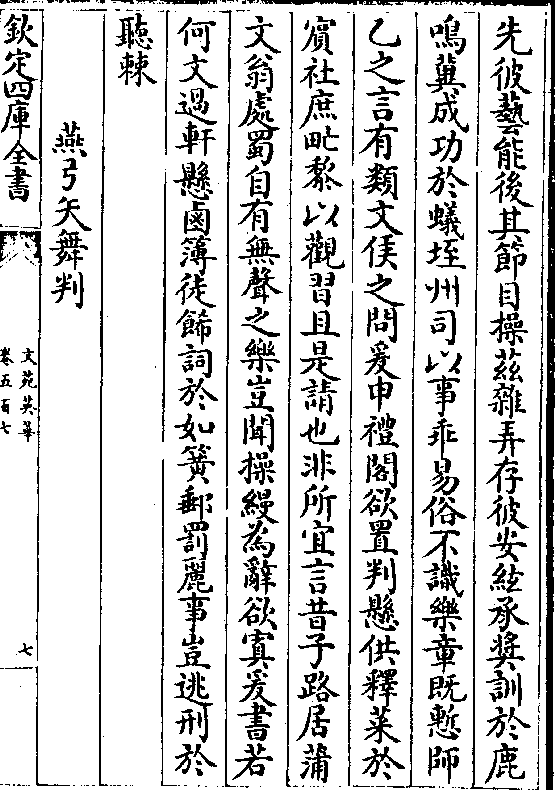 先彼藝能後其節目操兹雜弄存彼安絃承奬訓於鹿
鳴冀成功於蟻垤州司以事乖易俗不識樂章既慙師
乙之言有類文侯之問爰申禮閣欲置判懸供釋菜於
賓社庶甿黎以觀習且是請也非所宜言昔子路居蒲
文翁處蜀自有無聲之樂豈聞操縵為辭欲寘爰書若
何文過軒懸鹵簿徒餙詞於如簧郵罰麗事豈逃刑於
聽棘
燕弓矢舞判
欽定四庫全書
文苑英華
卷五百七
七